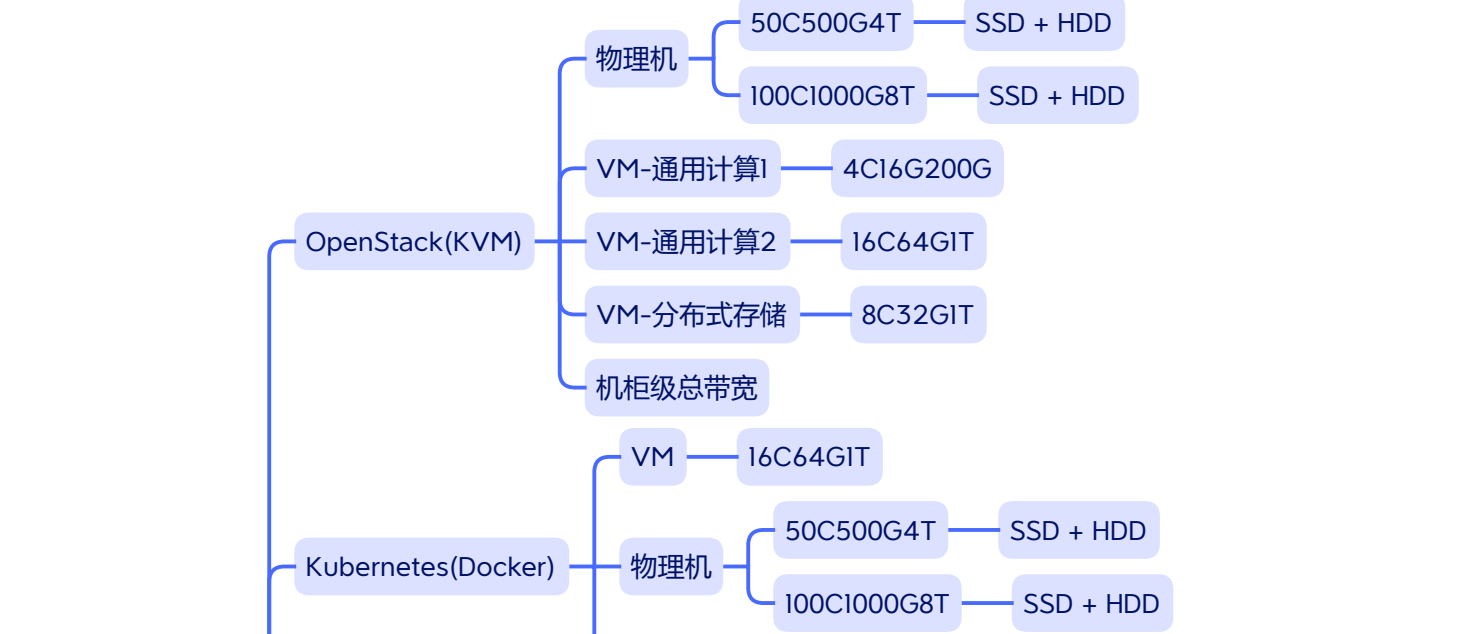 50C500G4T
SSD + HDD
物理机
100C1000G8T
SSD + HDD
VM-通用计算1
4C16G200G
OpenStack(KVM)
VM-通用计算2
16C64G1T
VM-分布式存储
8C32G1T
机柜级总带宽
VM
16C64G1T
50C500G4T
SSD + HDD
Kubernetes(Docker)
物理机
100C1000G8T
SSD + HDD